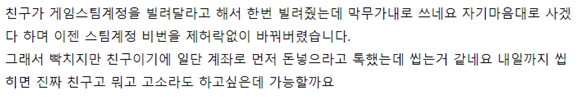 친구가 게임스팀계정을 빌려달라고 해서 한번 빌려줬는데 막무가내로 쓰네요 자기마음대로 사겠
다 하며 이젠 스팀계정 비번을 제허락없이 바꿔버렸습니다.
그래서 빡치지만 친구이기에 일단 계좌로 먼저 돈넣으라고 톡했는데 씹는거 같네요 내일까지 씹
히면 진짜 친구고 뭐고 고소라도 하고싶은데 가능할까요